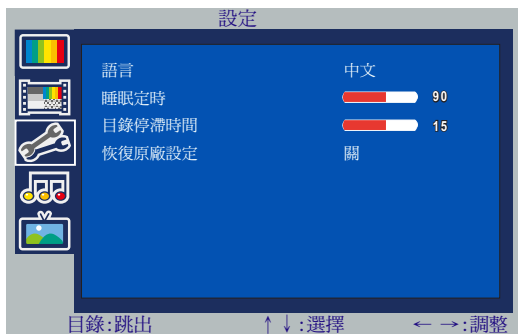 設定
語言 中文
睡眠定時 90
目錄停滯時間 15
恢復原廠設定 關
目錄:跳出 ↑↓:選擇 ← →:調整